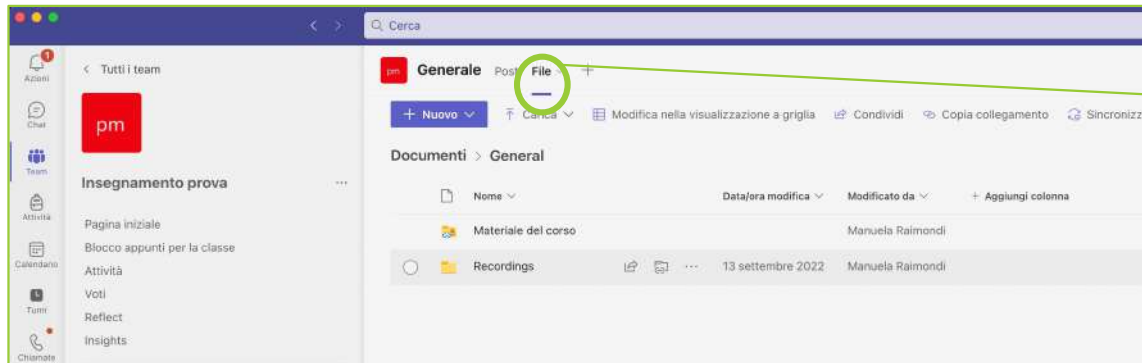 Cerca
1
Azioni
Chat
Team
Attività
Calendario
Turni
Chiamate
< Tutti i team
pm
Insegnamento prova ...
Pagina iniziale
Blocco appunti per la classe
Attività
Voti
Reflect
Insights
pm Generale Post File +
+ Nuovo Carica Modifica nella visualizzazione a griglia Condividi Copia collegamento Sincronizz
Documenti > General
Nome Data/ora modifica Modificato da + Aggiungi colonna
Materiale del corso Manuela Raimondi
Recordings ... 13 settembre 2022 Manuela Raimondi